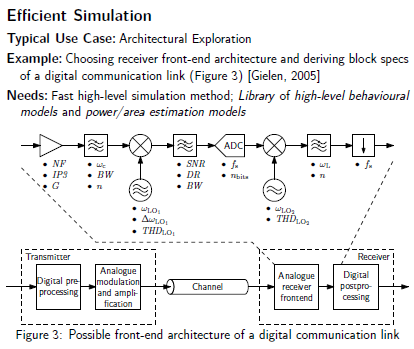 Efficient Simulation
Typical Use Case: Architectural Exploration
Example: Choosing receiver front-end architecture and deriving block specs
of a digital communication link (Figure 3) [Gielen, 2005]
Needs: Fast high-level simulation method; Library of high-level behavioural
models and power/area estimation models
ADC
• NF
• IP3
• G
• ωc
• BW
• n
• ωLO1
• ΔωLO1
• THDLO1
• SNR
• DR
• BW
• fs
• nbits
• ωLO2
• THDLO2
• ωL
• n
• fs
Transmitter
Digital pre-
processing
Analogue
modulation
and ampli-
fication
Channel
Receiver
Analogue
receiver
frontend
Digital
postpro-
cessing
Figure 3: Possible front-end architecture of a digital communication link